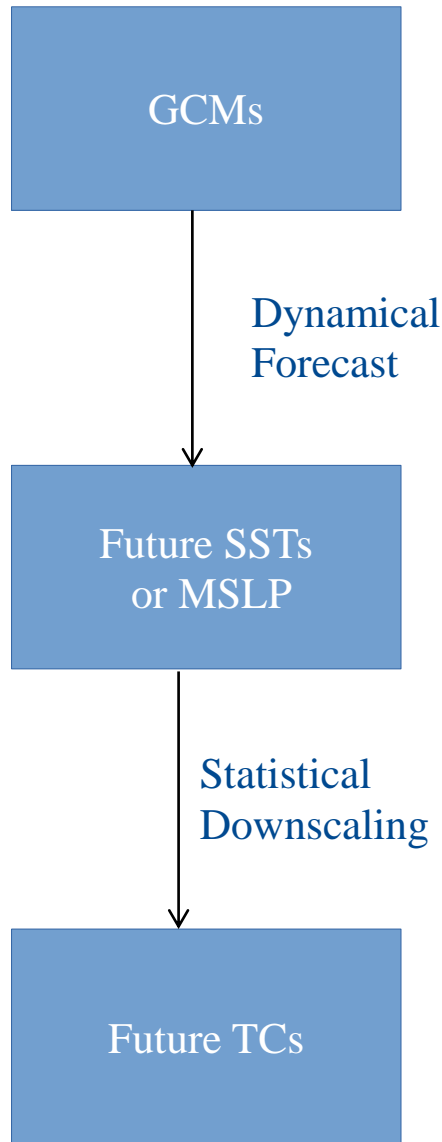 GCMs
Dynamical
Forecast
Future SSTs
or MSLP
Statistical
Downscaling
Future TCs